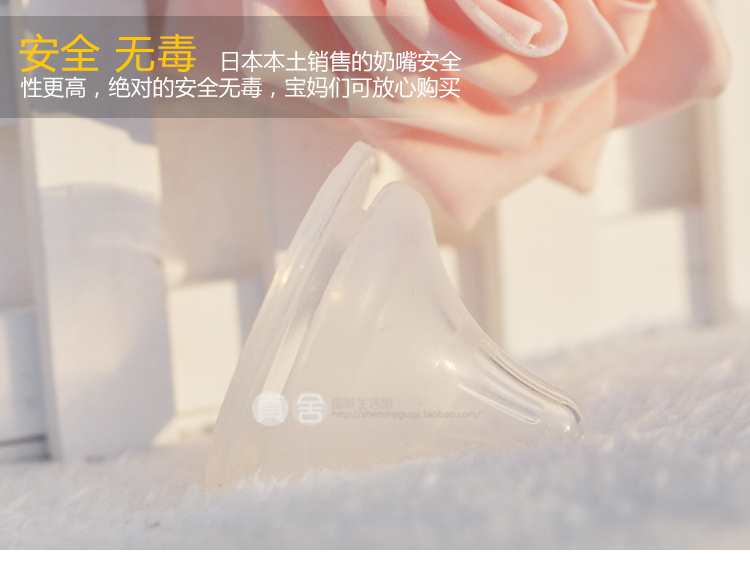 安全 无毒 日本本土销售的奶嘴安全
性更高，绝对的安全无毒，宝妈们可放心购买
真 舍 国际生活馆
http://zhensheguoji.taobao.com/